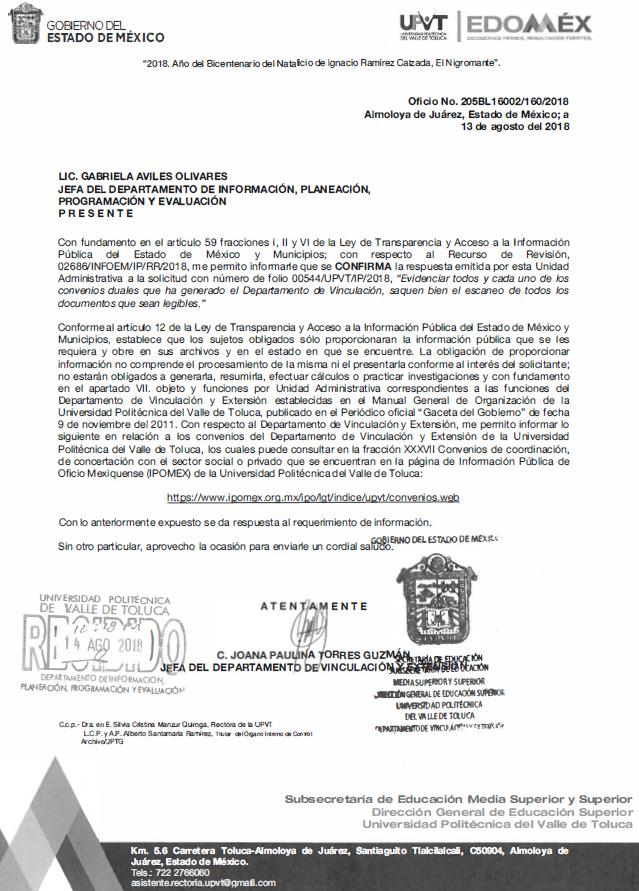 GOBIERNO DEL
ESTADO DE MÉXICO
UPVT
UNIVERSIDAD POLITÉCNICA
DEL VALLE DE TOLUCA
EDOMÉX
DECISIONES FIRMES, RESULTADOS FUERTES.
"2018. Año del Bicentenario del Natalicio de Ignacio Ramírez Calzada, El Nigromante".
Oficio No. 205BL16002/160/2018
Almoloya de Juárez, Estado de México; a
13 de agosto del 2018
LIC. GABRIELA AVILES OLIVARES
JEFA DEL DEPARTAMENTO DE INFORMACIÓN, PLANEACIÓN,
PROGRAMACIÓN Y EVALUACIÓN
P R E S E N T E
Con fundamento en el artículo 59 fracciones i, II y VI de la Ley de Transparencia y Acceso a la Información
Pública del Estado de México y Municipios; con respecto al Recurso de Revisión,
02686/INFOEM/IP/RR/2018, me permito informarle que se CONFIRMA la respuesta emitida por esta Unidad
Administrativa a la solicitud con número de folio 00544/UPVT/IP/2018, "Evidenciar todos y cada uno de los
convenios duales que ha generado el Departamento de Vinculación, saquen bien el escaneo de todos los
documentos que sean legibles."
Conforme al artículo 12 de la Ley de Transparencia y Acceso a la Información Pública del Estado de México y
Municipios, establece que los sujetos obligados sólo proporcionaran la información pública que se les
requiera y obre en sus archivos y en el estado en que se encuentre. La obligación de proporcionar
información no comprende el procesamiento de la misma ni el presentarla conforme al interés del solicitante;
no estarán obligados a generarla, resumirla, efectuar cálculos o practicar investigaciones y con fundamento
en el apartado VII. objeto y funciones por Unidad Administrativa correspondientes a las funciones del
Departamento de Vinculación y Extensión establecidas en el Manual General de Organización de la
Universidad Politécnica del Valle de Toluca, publicado en el Periódico oficial "Gaceta del Gobierno" de fecha
9 de noviembre del 2011. Con respecto al Departamento de Vinculación y Extensión, me permito informar lo
siguiente en relación a los convenios del Departamento de Vinculación y Extensión de la Universidad
Politécnica del Valle de Toluca, los cuales puede consultar en la fracción XXXVII Convenios de coordinación,
de concertación con el sector social o privado que se encuentran en la página de Información Pública de
Oficio Mexiquense (IPOMEX) de la Universidad Politécnica del Valle de Toluca:
https://www.ipomex.org.mx/ipo/lgt/indice/upvt/convenios.web
Con lo anteriormente expuesto se da respuesta al requerimiento de información.
Sin otro particular, aprovecho la ocasión para enviarle un cordial saludo.
GOBIERNO DEL ESTADO DE MÉXICO
UNIVERSIDAD POLITÉCNICA
DE VALLE DE TOLUCA
RECIBIDO
14 AGO 2018
DEPARTAMENTO DE INFORMACIÓN,
PLANEACIÓN, PROGRAMACIÓN Y EVALUACIÓN
A T E N T A M E N T E
C. JOANA PAULINA TORRES GUZMÁN
JEFA DEL DEPARTAMENTO DE VINCULACIÓN Y EXTENSIÓN
SECRETARÍA DE EDUCACIÓN
SUBSECRETARÍA DE EDUCACIÓN
MEDIA SUPERIOR Y SUPERIOR
DIRECCIÓN GENERAL DE EDUCACIÓN SUPERIOR
UNIVERSIDAD POLITÉCNICA
DEL VALLE DE TOLUCA
DEPARTAMENTO DE VINCULACIÓN Y EXTENSIÓN
C.c.p.- Dra. en E. Silvia Cristina Manzur Quiroga, Rectora de la UPVT
L.C.P. y A.P. Alberto Santamaría Ramírez, Titular del Órgano Interno de Control
Archivo/JPTG
Subsecretaría de Educación Media Superior y Superior
Dirección General de Educación Superior
Universidad Politécnica del Valle de Toluca
Km. 5.6 Carretera Toluca-Almoloya de Juárez, Santiaguito Tlalcilalcali, C50904, Almoloya de
Juárez, Estado de México.
Tels.: 722 2766060
asistente.rectoria.upvt@gmail.com